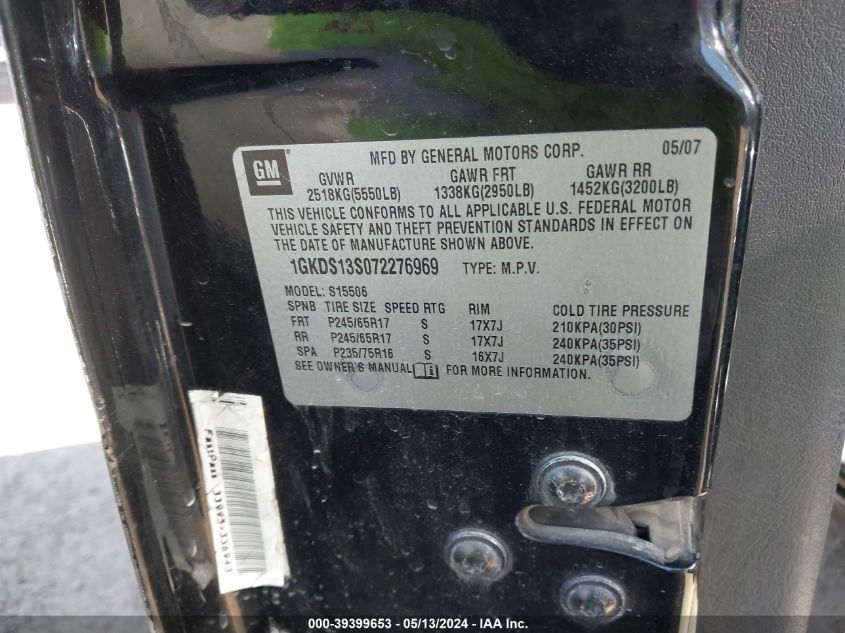 GM
MFD BY GENERAL MOTORS CORP. 05/07
GVWR GAWR FRT GAWR RR
2518KG(5550LB) 1338KG(2950LB) 1452KG(3200LB)
THIS VEHICLE CONFORMS TO ALL APPLICABLE U.S. FEDERAL MOTOR
VEHICLE SAFETY AND THEFT PREVENTION STANDARDS IN EFFECT ON
THE DATE OF MANUFACTURE SHOWN ABOVE.
1GKDS13S072276969 TYPE: M.P.V.
MODEL: S15506
SPNB TIRE SIZE SPEED RTG RIM COLD TIRE PRESSURE
FRT P245/65R17 S 17X7J 210KPA(30PSI)
RR P245/65R17 S 17X7J 240KPA(35PSI)
SPA P235/75R16 S 16X7J 240KPA(35PSI)
SEE OWNER'S MANUAL FOR MORE INFORMATION.
FastPass 33995-336943
000-39399653 - 05/13/2024 - IAA Inc.